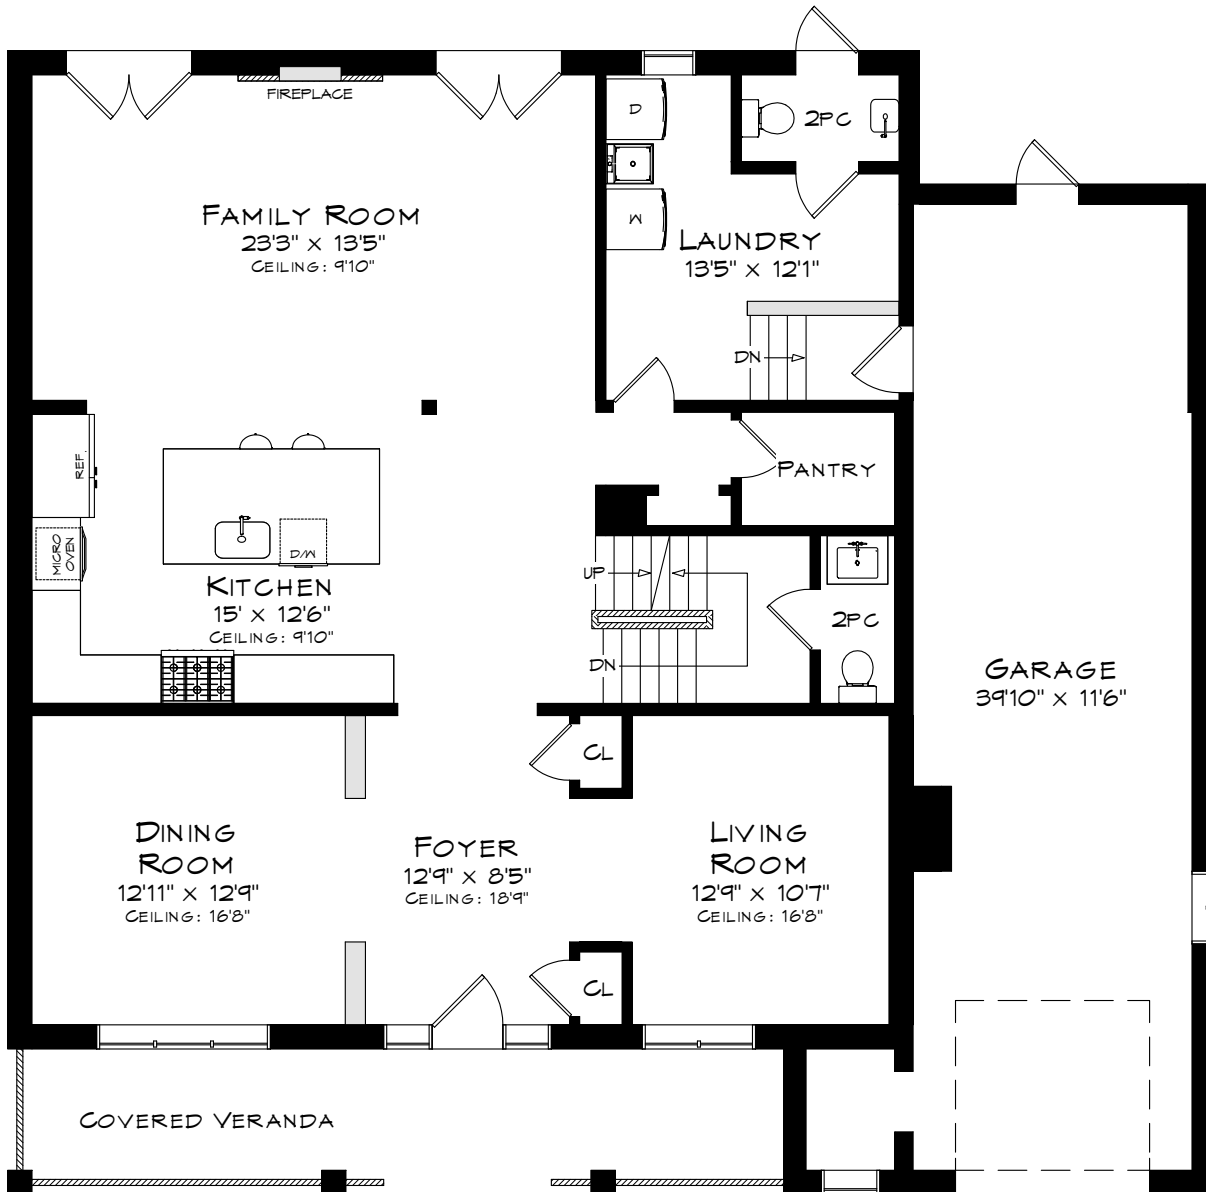 FIREPLACE
D
2PC
FAMILY ROOM
23'3" X 13'5"
CEILING: 9'10"
W
LAUNDRY
13'5" X 12'1"
DN
REF.
PANTRY
MICRO
OVEN
D/W
KITCHEN
15' X 12'6"
CEILING: 9'10"
UP
DN
2PC
GARAGE
39'10" X 11'6"
CL
DINING
ROOM
12'11" X 12'9"
CEILING: 16'8"
FOYER
12'9" X 8'5"
CEILING: 18'9"
LIVING
ROOM
12'9" X 10'7"
CEILING: 16'8"
CL
COVERED VERANDA